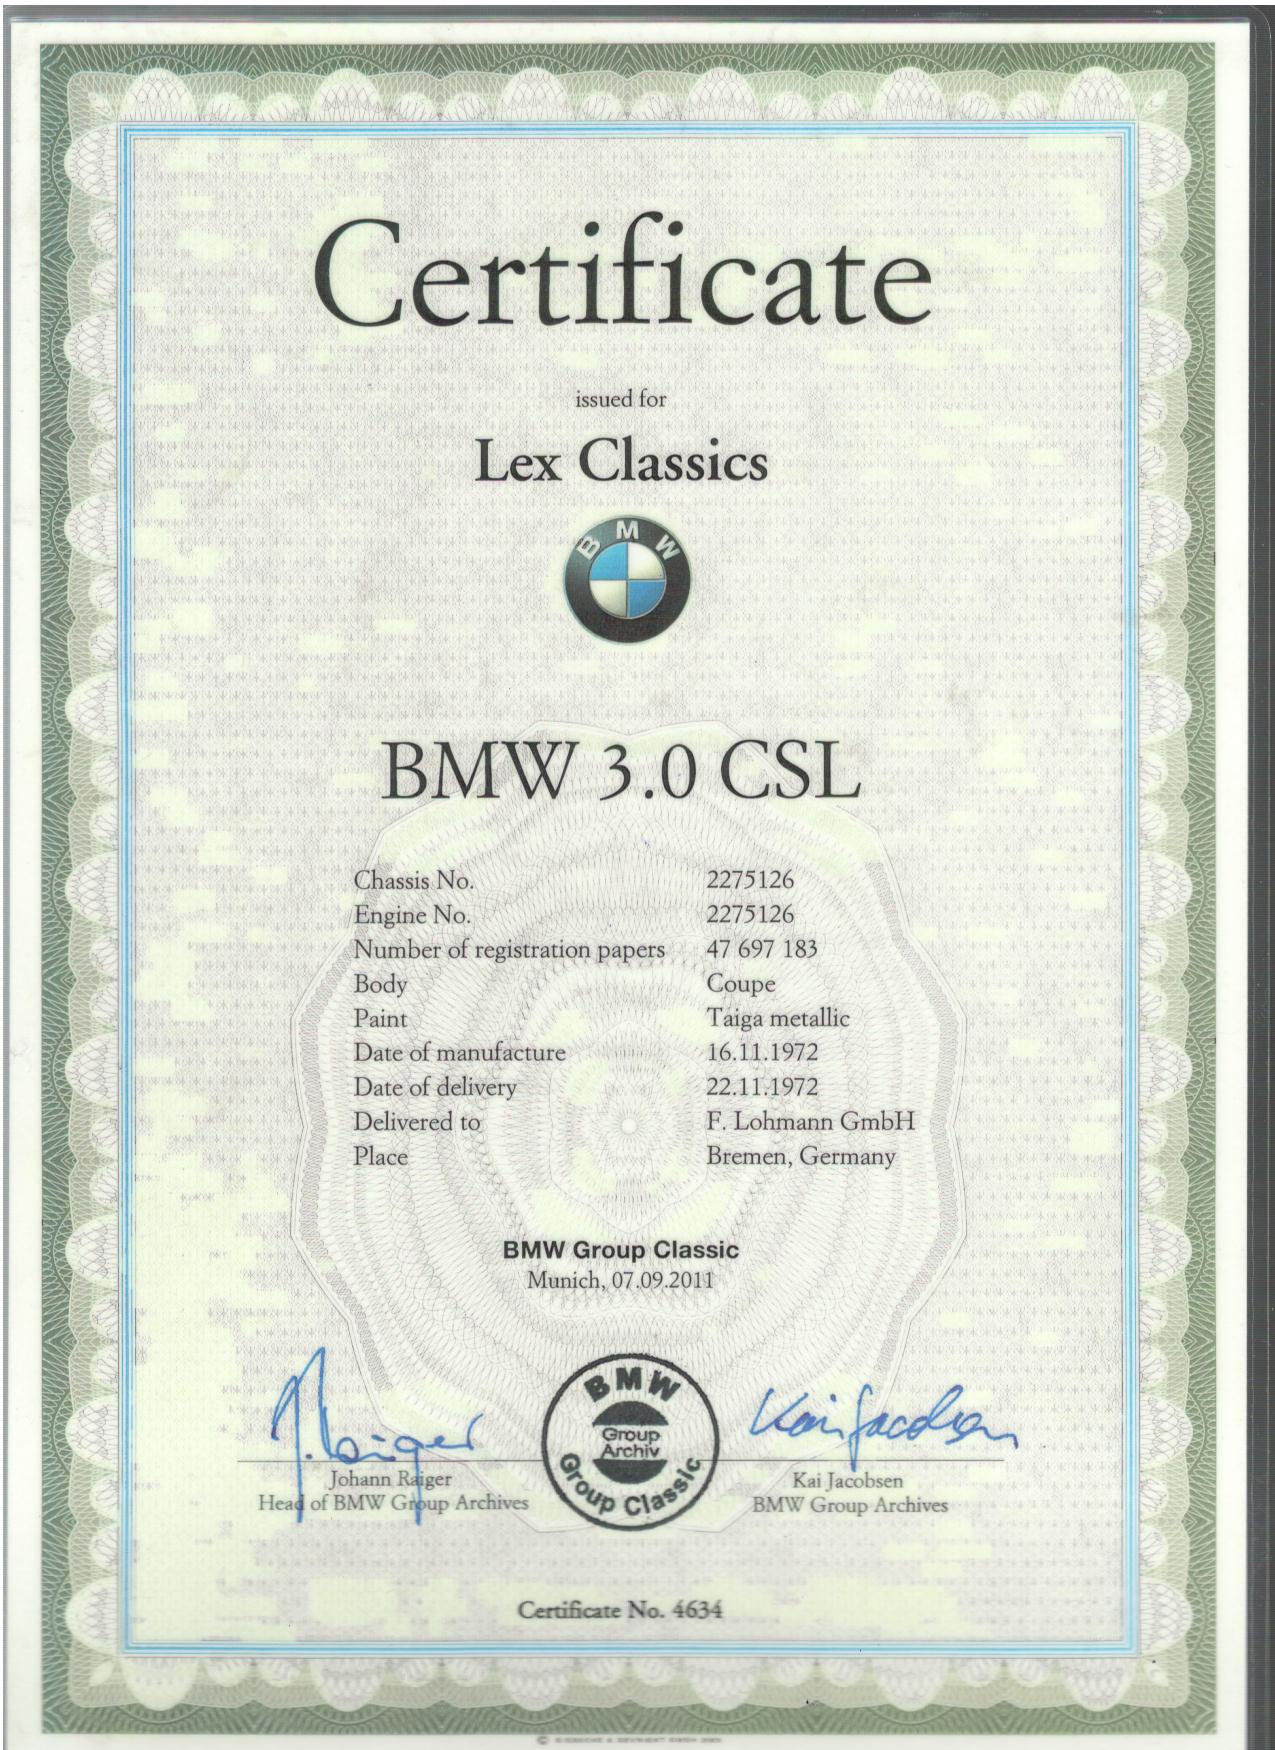 Certificate
issued for
Lex Classics
BMW
BMW 3.0 CSL
Chassis No. 2275126
Engine No. 2275126
Number of registration papers 47 697 183
Body Coupe
Paint Taiga metallic
Date of manufacture 16.11.1972
Date of delivery 22.11.1972
Delivered to F. Lohmann GmbH
Place Bremen, Germany
BMW Group Classic
Munich, 07.09.2011
J. Raiger
Kai Jacobsen
BMW
Group
Archiv
Group Classic
Johann Raiger
Head of BMW Group Archives
Kai Jacobsen
BMW Group Archives
Certificate No. 4634